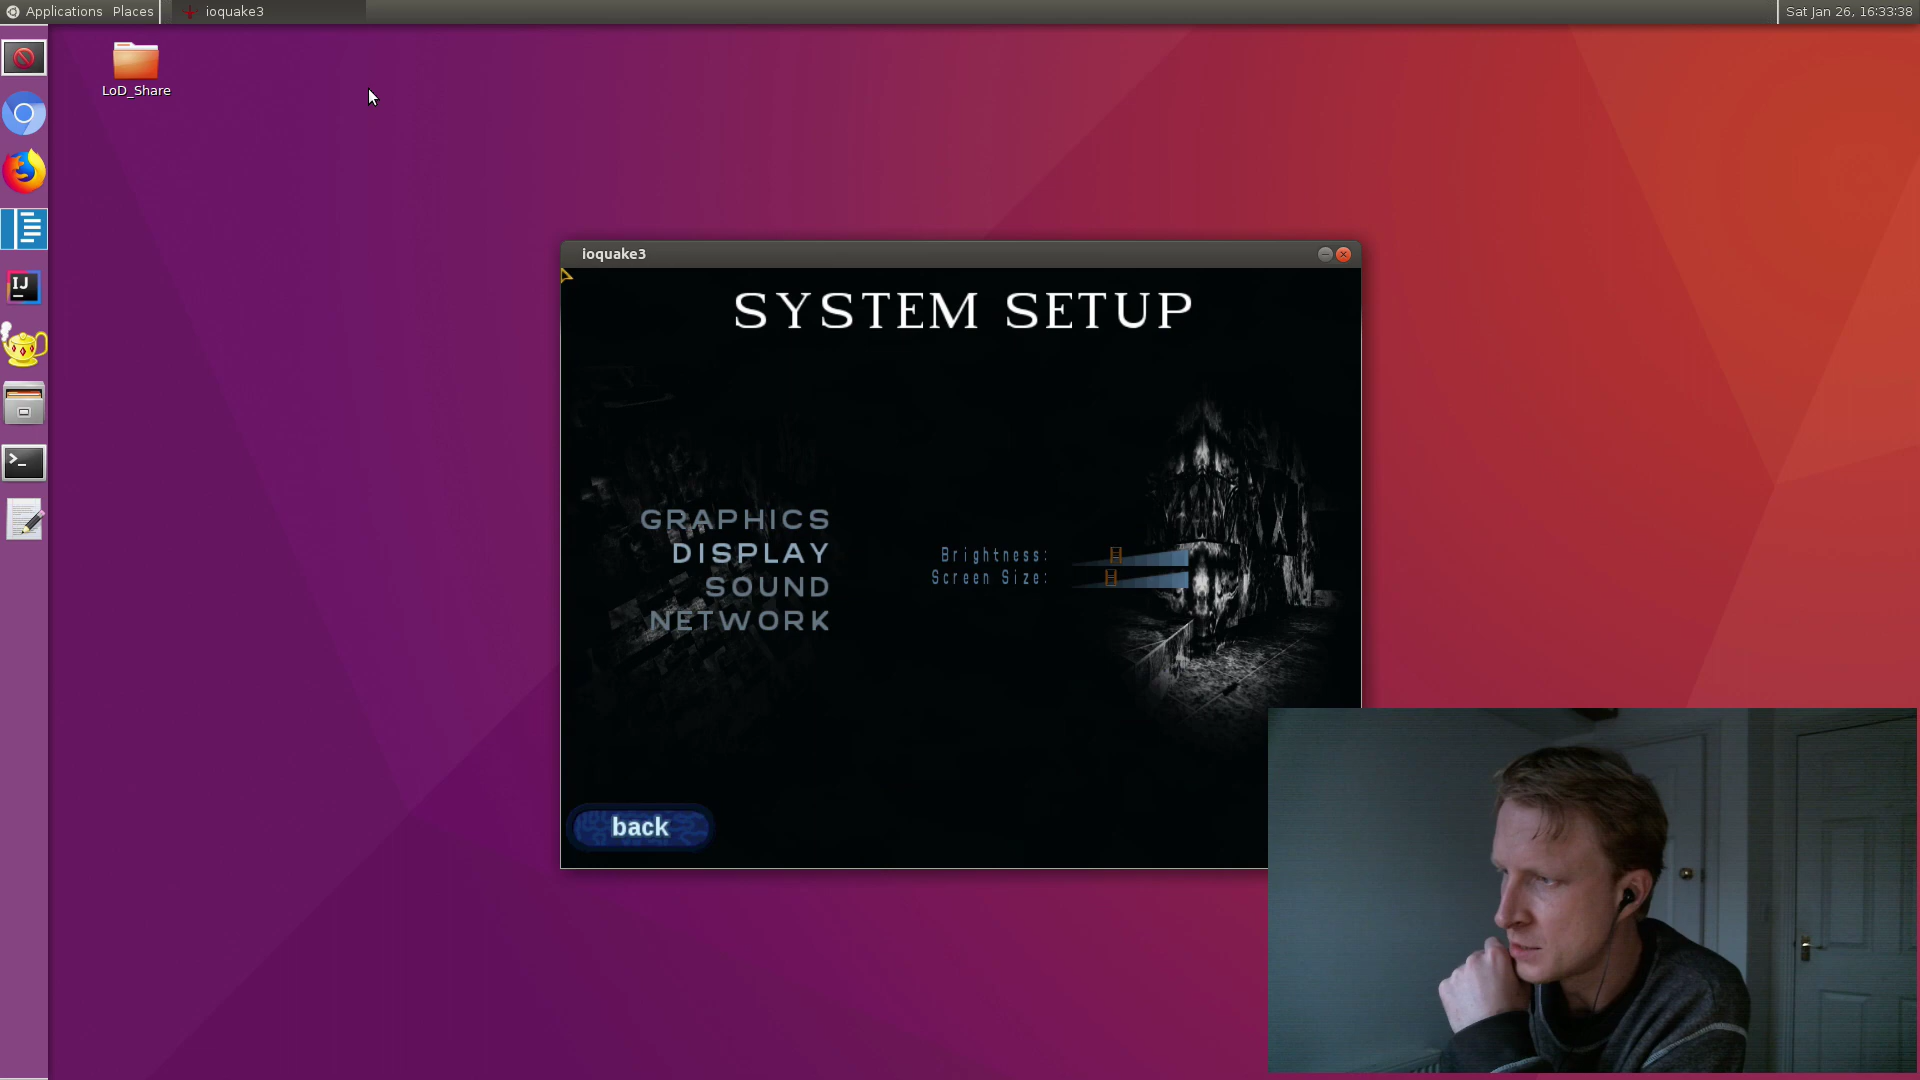 Applications Places ioquake3 Sat Jan 26, 16:33:38
LoD_Share
IJ
ioquake3
SYSTEM SETUP
GRAPHICS
DISPLAY
SOUND
NETWORK
Brightness:
Screen Size:
back